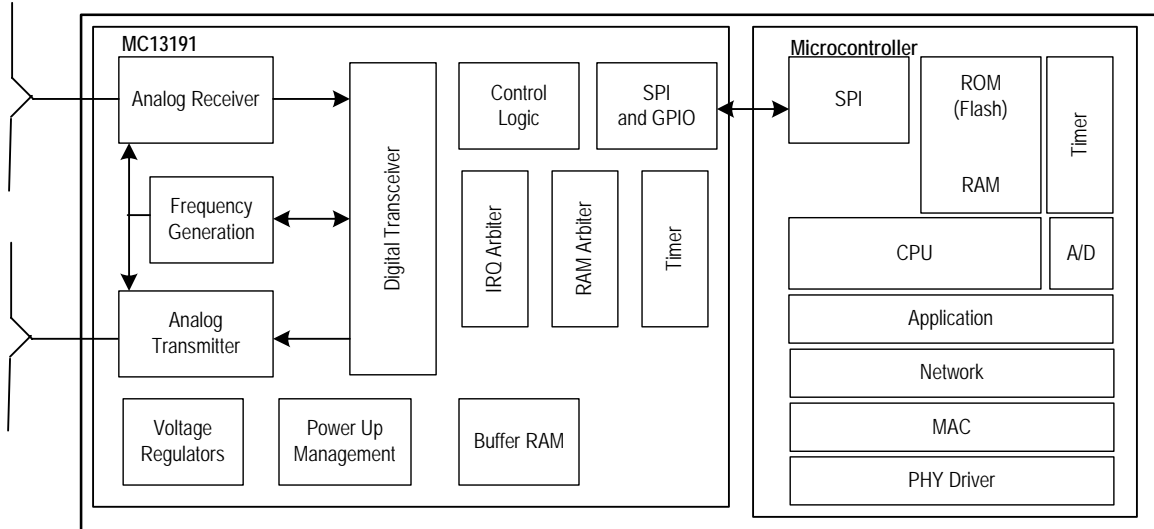 MC13191
Analog Receiver
Frequency
Generation
Analog
Transmitter
Digital Transceiver
Control
Logic
SPI
and GPIO
IRQ Arbiter
RAM Arbiter
Timer
Voltage
Regulators
Power Up
Management
Buffer RAM
Microcontroller
SPI
ROM
(Flash)
RAM
Timer
CPU
A/D
Application
Network
MAC
PHY Driver